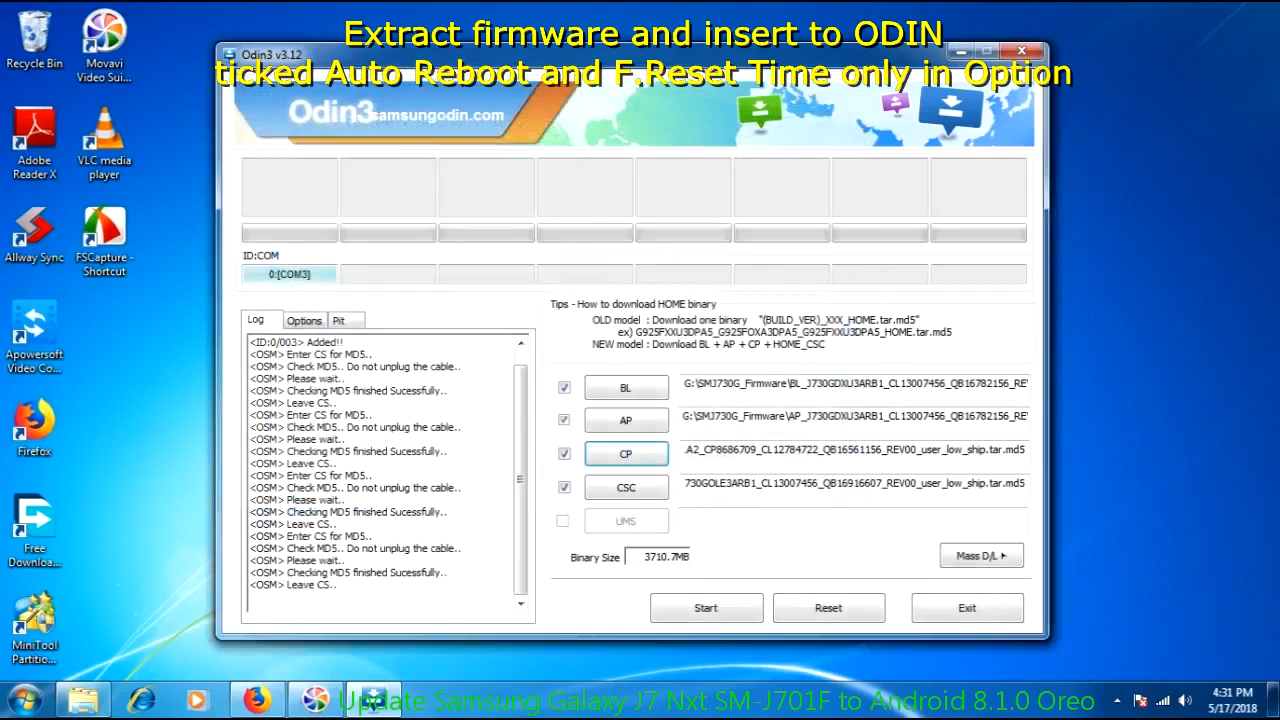 Extract firmware and insert to ODIN
ticked Auto Reboot and F.Reset Time only in Option
Recycle Bin
Movavi
Video Sui...
Adobe
Reader X
VLC media
player
Allway Sync
FSCapture -
Shortcut
Apowersoft
Video Co...
Firefox
Free
Downloa...
MiniTool
Partitio...
Odin3 v3.12
Odin3
samsungodin.com
ID:COM
0:[COM3]
Log
Options
Pit
<ID:0/003> Added!!
<OSM> Enter CS for MD5..
<OSM> Check MD5.. Do not unplug the cable..
<OSM> Please wait..
<OSM> Checking MD5 finished Sucessfully..
<OSM> Leave CS..
<OSM> Enter CS for MD5..
<OSM> Check MD5.. Do not unplug the cable..
<OSM> Please wait..
<OSM> Checking MD5 finished Sucessfully..
<OSM> Leave CS..
<OSM> Enter CS for MD5..
<OSM> Check MD5.. Do not unplug the cable..
<OSM> Please wait..
<OSM> Checking MD5 finished Sucessfully..
<OSM> Leave CS..
<OSM> Enter CS for MD5..
<OSM> Check MD5.. Do not unplug the cable..
<OSM> Please wait..
<OSM> Checking MD5 finished Sucessfully..
<OSM> Leave CS..
Tips - How to download HOME binary
OLD model : Download one binary "(BUILD_VER)_XXX_HOME.tar.md5"
ex) G925FXXU3DPA5_G925FOXA3DPA5_G925FXXU3DPA5_HOME.tar.md5
NEW model : Download BL + AP + CP + HOME_CSC
BL
G:\SMJ730G_Firmware\BL_J730GDXU3ARB1_CL13007456_QB16782156_RE
AP
G:\SMJ730G_Firmware\AP_J730GDXU3ARB1_CL13007456_QB16782156_RE
CP
A2_CP8686709_CL12784722_QB16561156_REV00_user_low_ship.tar.md5
CSC
730GOLE3ARB1_CL13007456_QB16916607_REV00_user_low_ship.tar.md5
UMS
Binary Size
3710.7MB
Mass D/L
Start
Reset
Exit
Update Samsung Galaxy J7 Nxt SM-J701F to Android 8.1.0 Oreo
4:31 PM
5/17/2018